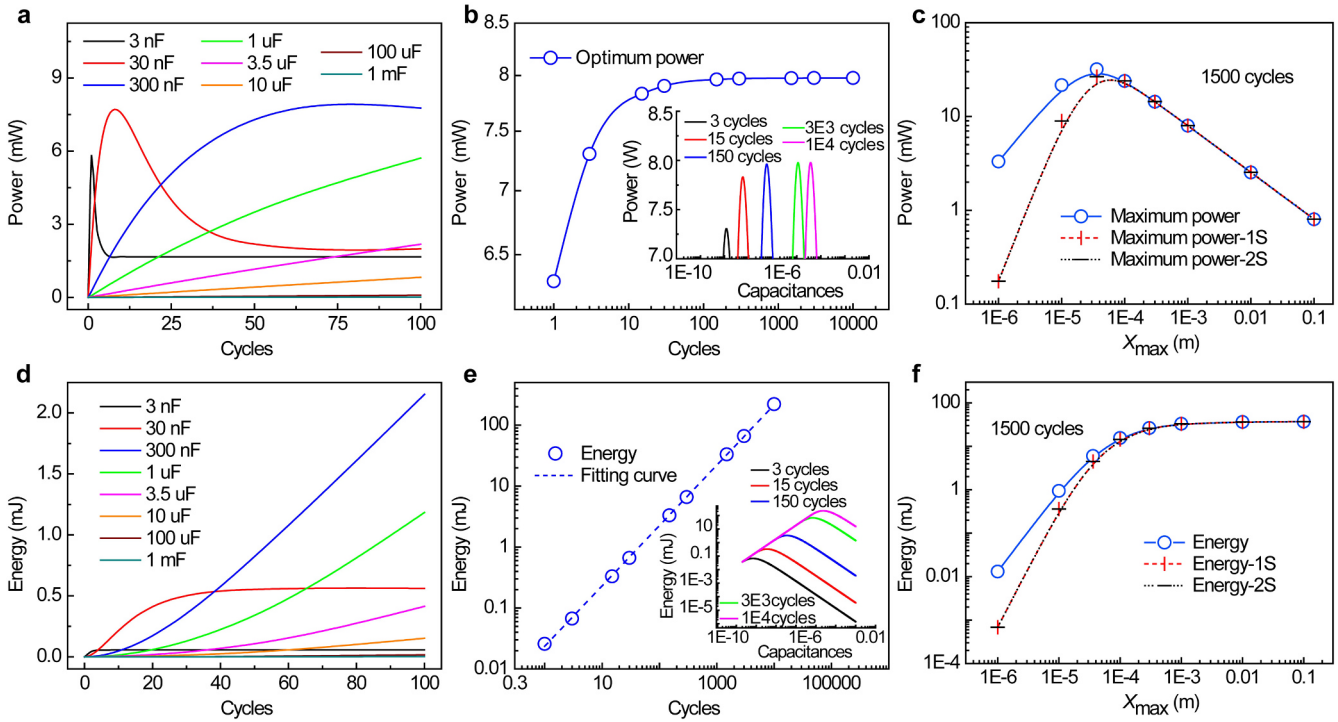 a
3 nF
30 nF
300 nF
1 uF
3.5 uF
10 uF
100 uF
1 mF
Power (mW)
9
6
3
0
0 25 50 75 100
Cycles
b
Optimum power
Power (mW)
8.5
8
7.5
7
6.5
1 10 100 1000 10000
Cycles
3 cycles
15 cycles
150 cycles
3E3 cycles
1E4 cycles
Power (W)
8.5
8.0
7.5
7.0
1E-10 1E-6 0.01
Capacitances
c
1500 cycles
Power (mW)
100
10
1
0.1
Maximum power
Maximum power-1S
Maximum power-2S
1E-6 1E-5 1E-4 1E-3 0.01 0.1
Xmax (m)
d
3 nF
30 nF
300 nF
1 uF
3.5 uF
10 uF
100 uF
1 mF
Energy (mJ)
2.0
1.5
1.0
0.5
0.0
0 20 40 60 80 100
Cycles
e
Energy
Fitting curve
Energy (mJ)
100
10
1
0.1
0.01
0.3 10 1000 100000
Cycles
3 cycles
15 cycles
150 cycles
3E3cycles
1E4cycles
Energy (mJ)
10
0.1
1E-3
1E-5
1E-10 1E-6 0.01
Capacitances
f
1500 cycles
Energy (mJ)
100
1
0.01
1E-4
Energy
Energy-1S
Energy-2S
1E-6 1E-5 1E-4 1E-3 0.01 0.1
Xmax (m)